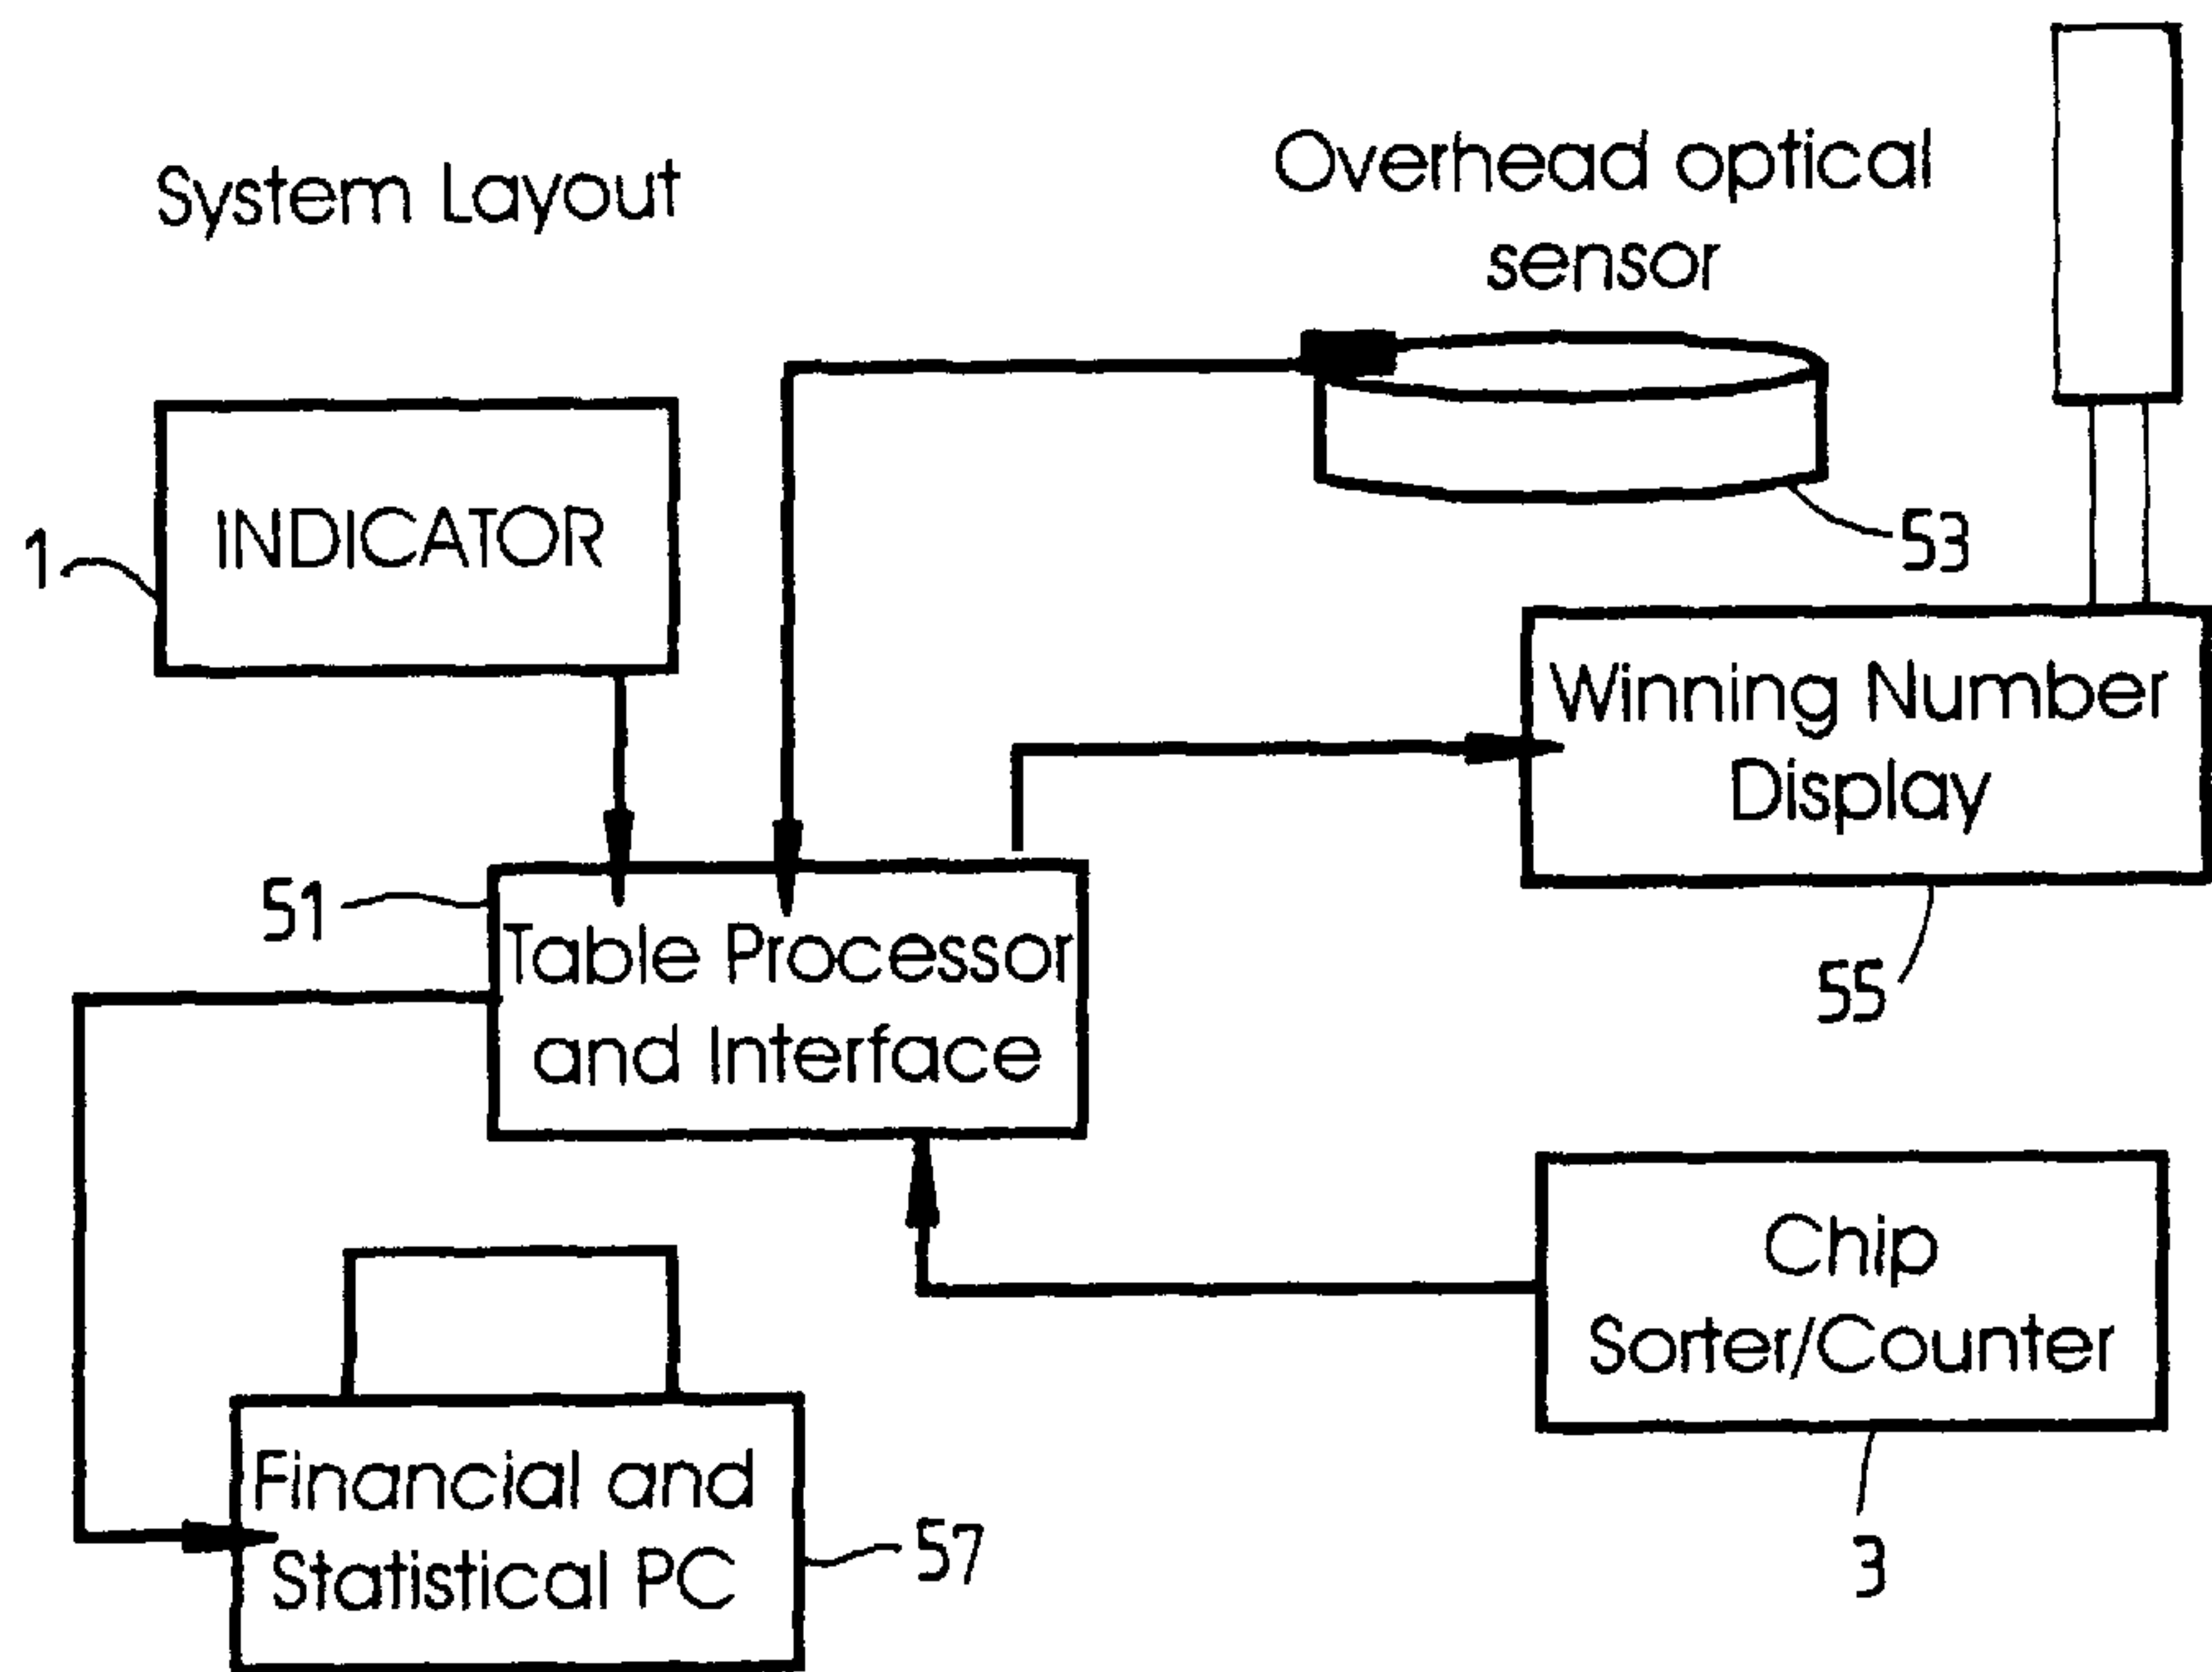 System Layout
Overhead optical
sensor
INDICATOR
1
53
Winning Number
Display
55
51
Table Processor
and Interface
Chip
Sorter/Counter
3
Financial and
Statistical PC
57